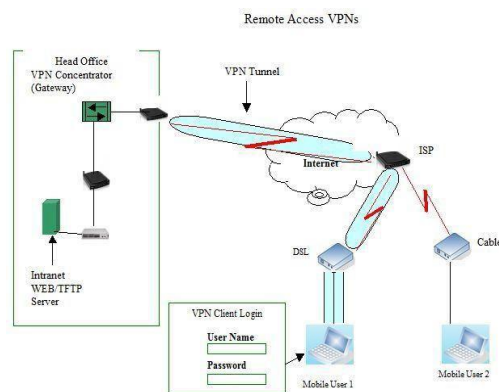 Remote Access VPNs
Head Office
VPN Concentrator
(Gateway)
VPN Tunnel
ISP
Internet
DSL
Cable
Intranet
WEB/TFTP
Server
VPN Client Login
User Name
Password
Mobile User 1
Mobile User 2